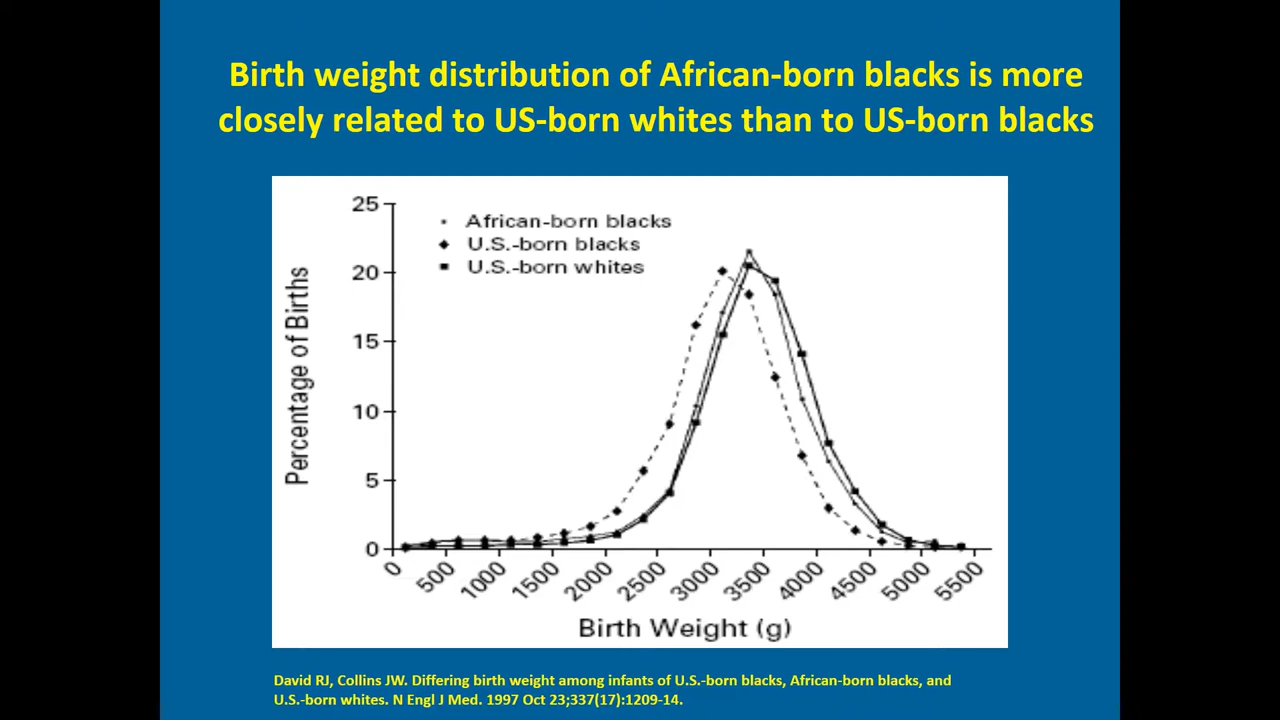 Birth weight distribution of African-born blacks is more
closely related to US-born whites than to US-born blacks
25
African-born blacks
U.S.-born blacks
U.S.-born whites
20
15
10
5
0
Percentage of Births
0 500 1000 1500 2000 2500 3000 3500 4000 4500 5000 5500
Birth Weight (g)
David RJ, Collins JW. Differing birth weight among infants of U.S.-born blacks, African-born blacks, and
U.S.-born whites. N Engl J Med. 1997 Oct 23;337(17):1209-14.